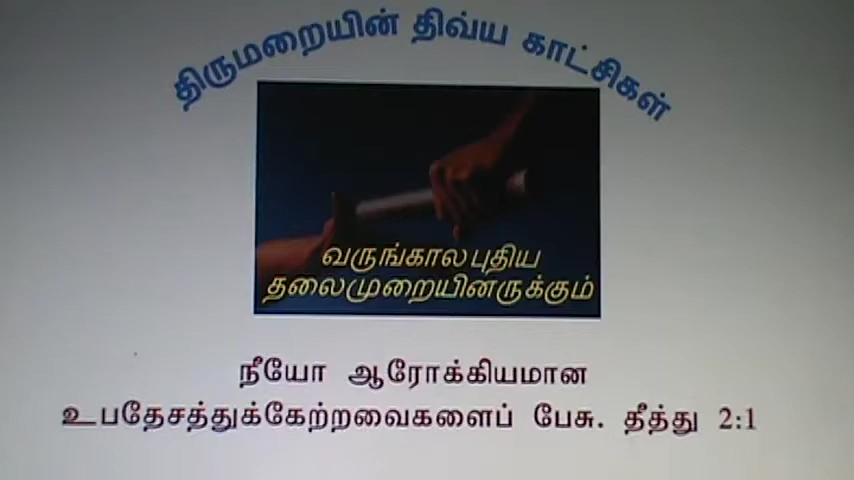 திருமறையின் திவ்ய காட்சிகள்
வருங்கால புதிய
தலைமுறையினருக்கும்
நீயோ ஆரோக்கியமான
உபதேசத்துக்கேற்றவைகளைப் பேசு. தீத்து 2:1